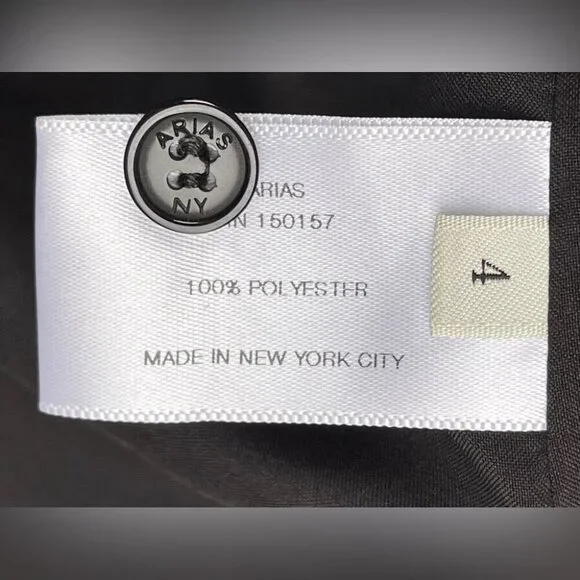 ARIAS
NY
ARIAS
150157
100% POLYESTER
MADE IN NEW YORK CITY
4